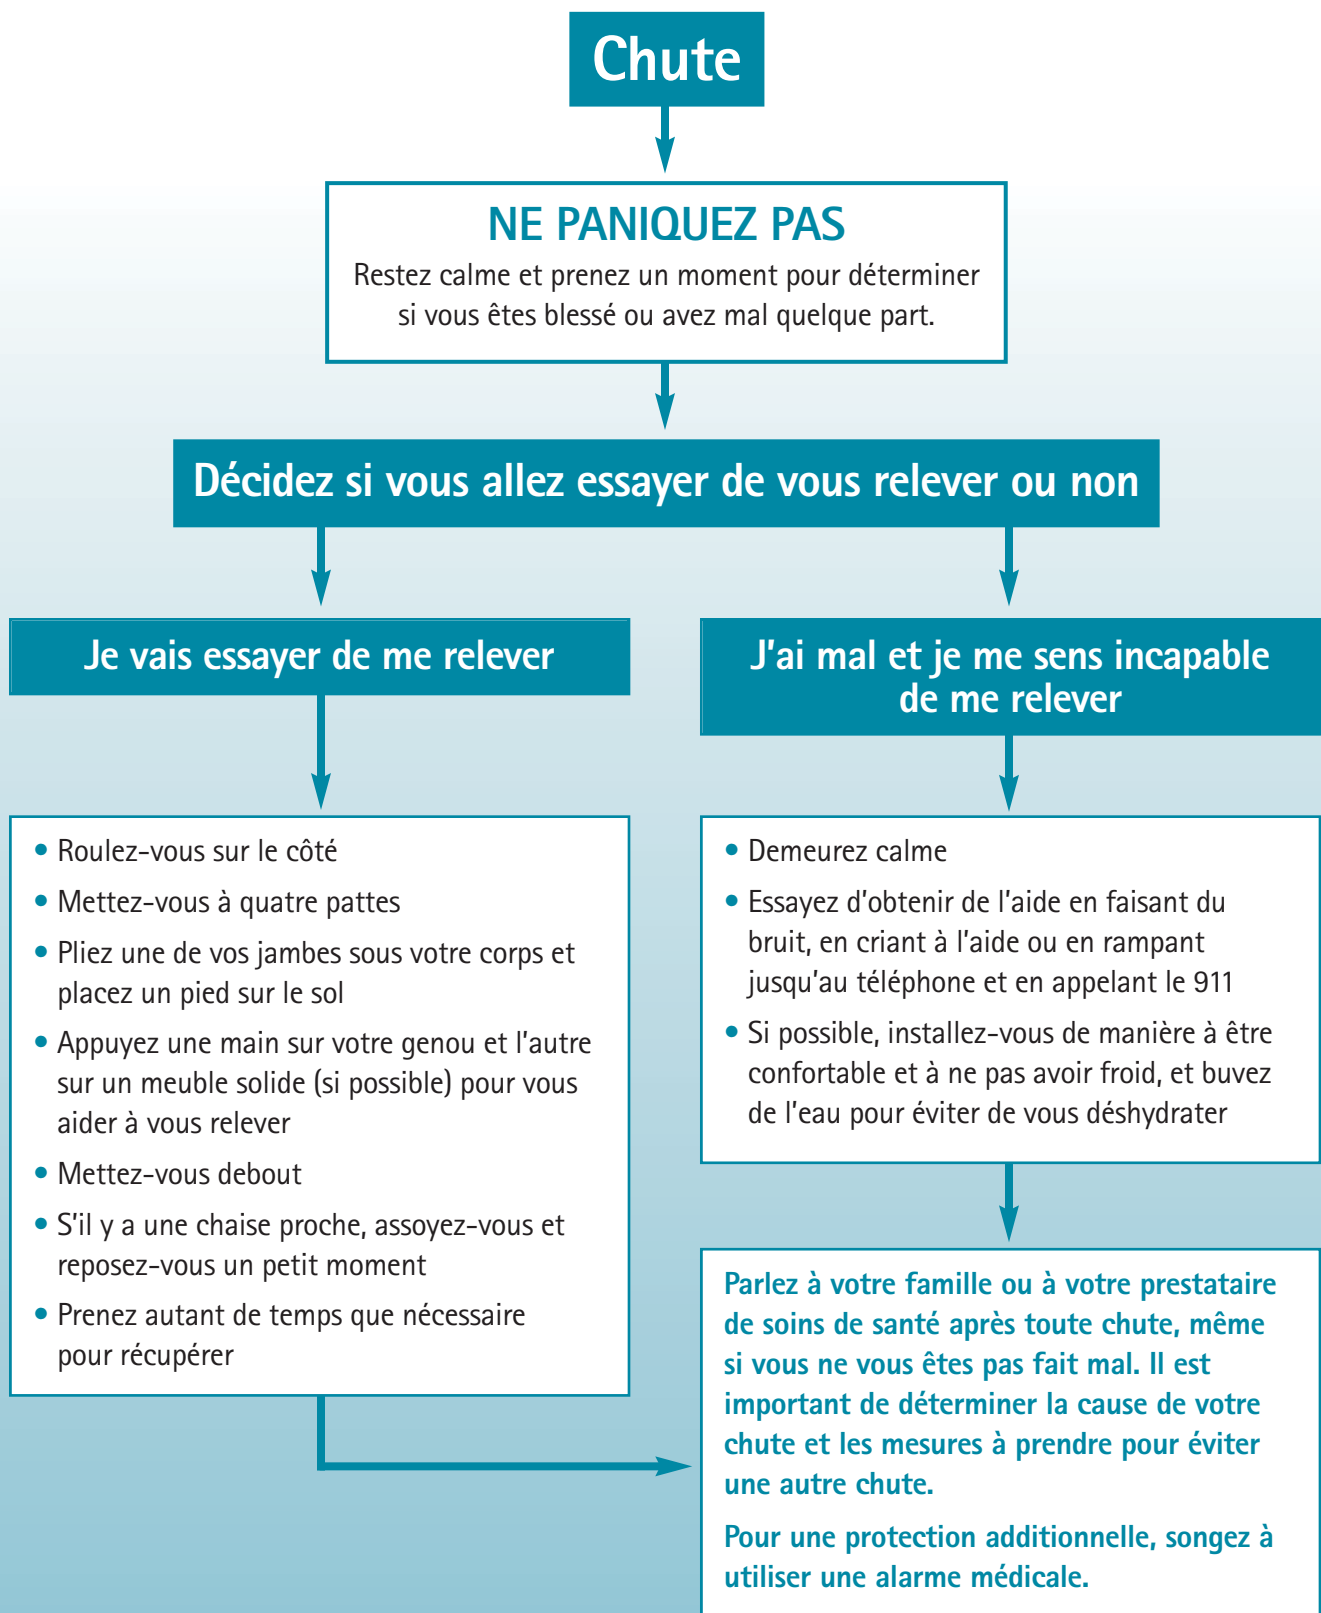 Chute
NE PANIQUEZ PAS
Restez calme et prenez un moment pour déterminer
si vous êtes blessé ou avez mal quelque part.
Décidez si vous allez essayer de vous relever ou non
Je vais essayer de me relever
• Roulez-vous sur le côté
• Mettez-vous à quatre pattes
• Pliez une de vos jambes sous votre corps et
placez un pied sur le sol
• Appuyez une main sur votre genou et l'autre
sur un meuble solide (si possible) pour vous
aider à vous relever
• Mettez-vous debout
• S'il y a une chaise proche, assoyez-vous et
reposez-vous un petit moment
• Prenez autant de temps que nécessaire
pour récupérer
J'ai mal et je me sens incapable
de me relever
• Demeurez calme
• Essayez d'obtenir de l'aide en faisant du
bruit, en criant à l'aide ou en rampant
jusqu'au téléphone et en appelant le 911
• Si possible, installez-vous de manière à être
confortable et à ne pas avoir froid, et buvez
de l'eau pour éviter de vous déshydrater
Parlez à votre famille ou à votre prestataire
de soins de santé après toute chute, même
si vous ne vous êtes pas fait mal. Il est
important de déterminer la cause de votre
chute et les mesures à prendre pour éviter
une autre chute.
Pour une protection additionnelle, songez à
utiliser une alarme médicale.